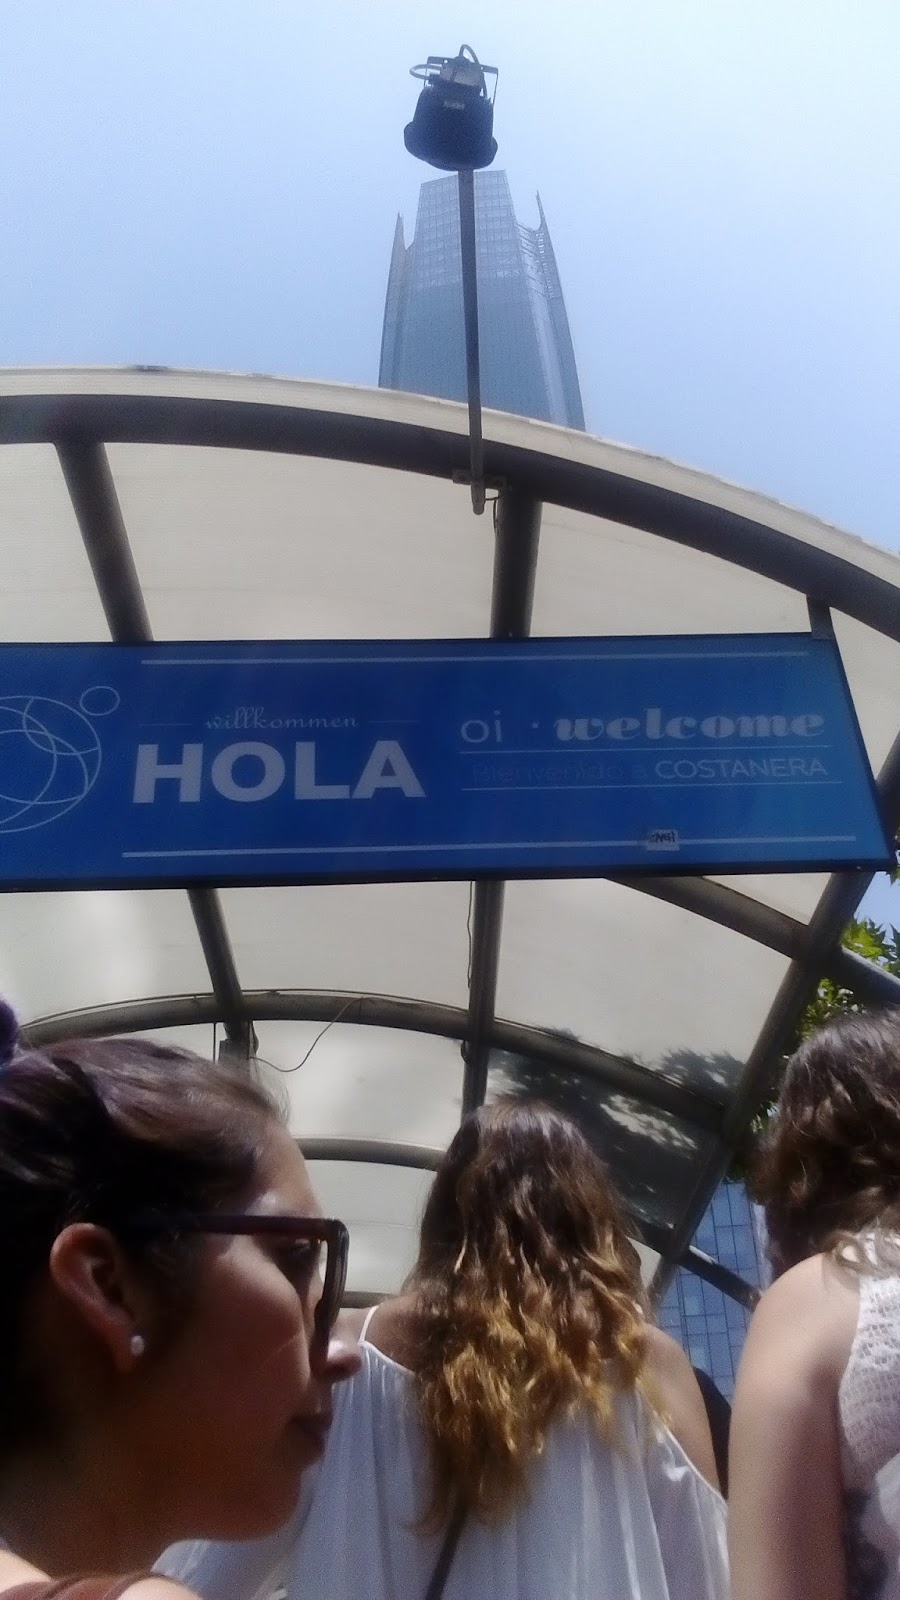 willkommen
HOLA
oi · welcome
Bienvenido a COSTANERA